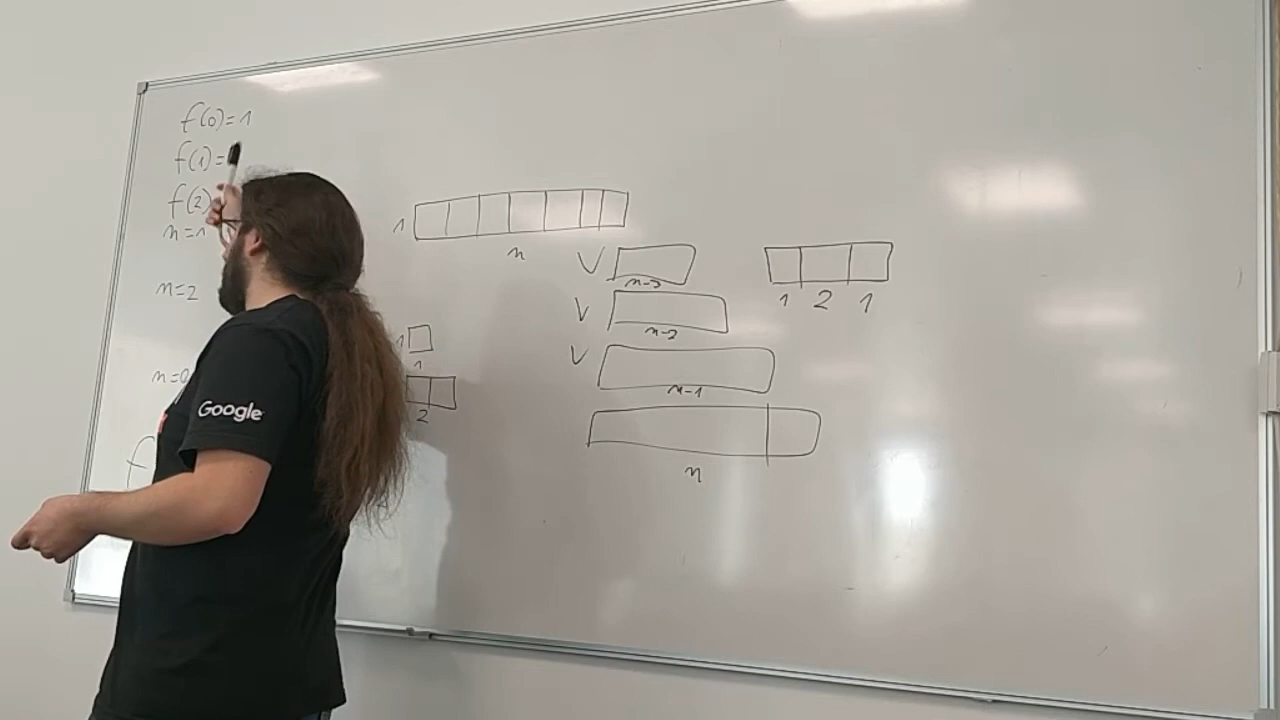 f(0)=1
f(1)=
f(2)
n=1
n=2
n=0
f
Google
1
n
1
1
2
n-3
n-2
n-1
n
1 2 1